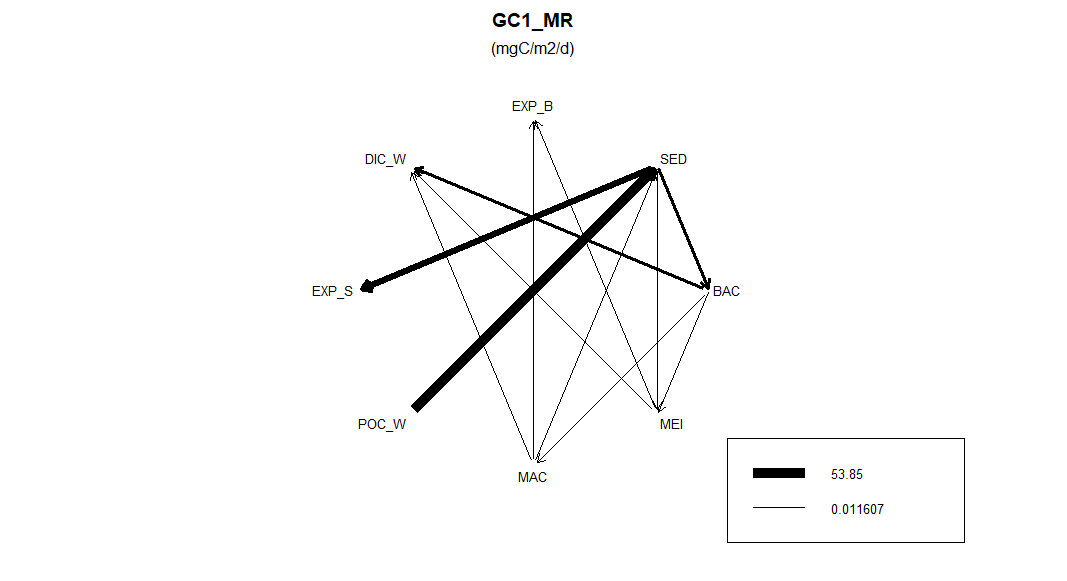 GC1_MR
(mgC/m2/d)
EXP_B
DIC_W
SED
EXP_S
BAC
POC_W
MEI
MAC
53.85
0.011607